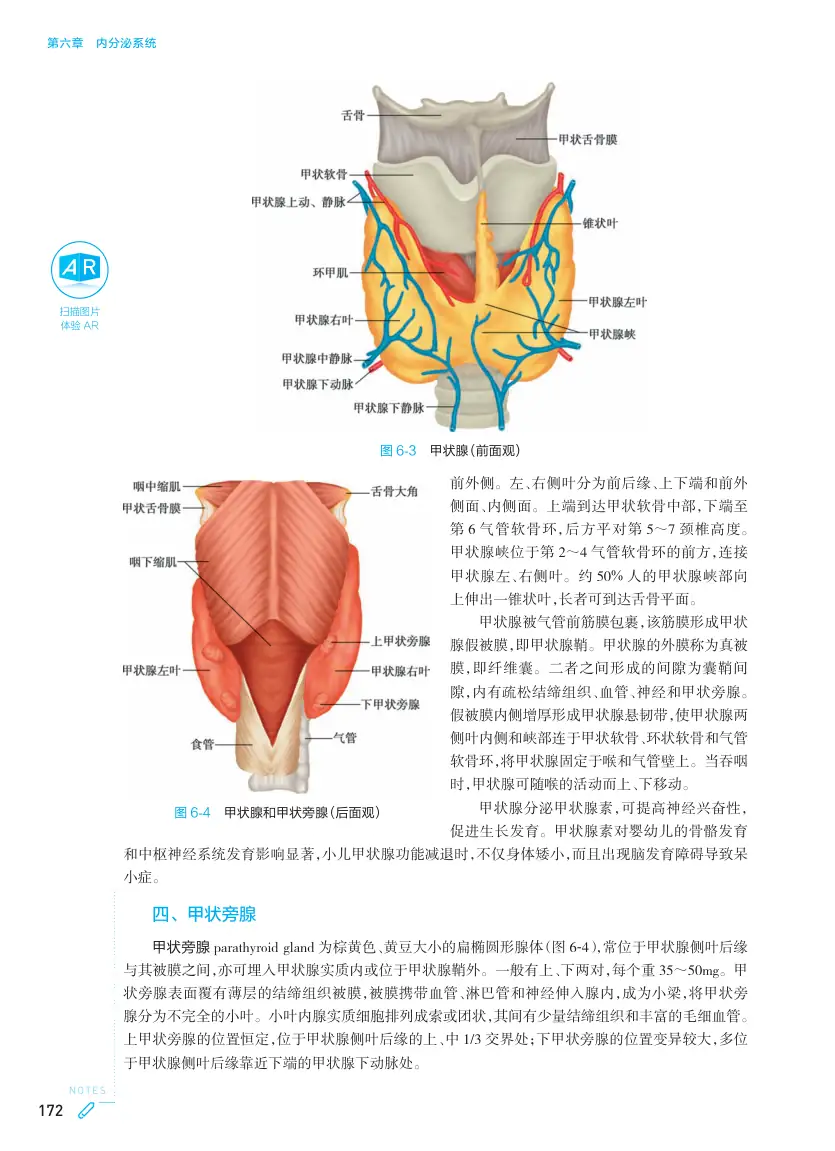 第六章 内分泌系统
舌骨
甲状舌骨膜
甲状软骨
甲状腺上动、静脉
锥状叶
环甲肌
甲状腺左叶
甲状腺右叶
甲状腺峡
甲状腺中静脉
甲状腺下动脉
甲状腺下静脉
AR
扫描图片
体验 AR
图 6-3 甲状腺(前面观)
咽中缩肌
舌骨大角
甲状舌骨膜
咽下缩肌
上甲状旁腺
甲状腺左叶
甲状腺右叶
下甲状旁腺
食管
气管
图 6-4 甲状腺和甲状旁腺(后面观)
前外侧。左、右侧叶分为前后缘、上下端和前外
侧面、内侧面。上端到达甲状软骨中部,下端至
第 6 气管软骨环,后方平对第 5～7 颈椎高度。
甲状腺峡位于第 2～4 气管软骨环的前方,连接
甲状腺左、右侧叶。约 50% 人的甲状腺峡部向
上伸出一锥状叶,长者可到达舌骨平面。
甲状腺被气管前筋膜包裹,该筋膜形成甲状
腺假被膜,即甲状腺鞘。甲状腺的外膜称为真被
膜,即纤维囊。二者之间形成的间隙为囊鞘间
隙,内有疏松结缔组织、血管、神经和甲状旁腺。
假被膜内侧增厚形成甲状腺悬韧带,使甲状腺两
侧叶内侧和峡部连于甲状软骨、环状软骨和气管
软骨环,将甲状腺固定于喉和气管壁上。当吞咽
时,甲状腺可随喉的活动而上、下移动。
甲状腺分泌甲状腺素,可提高神经兴奋性,
促进生长发育。甲状腺素对婴幼儿的骨骼发育
和中枢神经系统发育影响显著,小儿甲状腺功能减退时,不仅身体矮小,而且出现脑发育障碍导致呆
小症。
四、甲状旁腺
甲状旁腺 parathyroid gland 为棕黄色、黄豆大小的扁椭圆形腺体(图 6-4),常位于甲状腺侧叶后缘
与其被膜之间,亦可埋入甲状腺实质内或位于甲状腺鞘外。一般有上、下两对,每个重 35～50mg。甲
状旁腺表面覆有薄层的结缔组织被膜,被膜携带血管、淋巴管和神经伸入腺内,成为小梁,将甲状旁
腺分为不完全的小叶。小叶内腺实质细胞排列成索或团状,其间有少量结缔组织和丰富的毛细血管。
上甲状旁腺的位置恒定,位于甲状腺侧叶后缘的上、中 1/3 交界处;下甲状旁腺的位置变异较大,多位
于甲状腺侧叶后缘靠近下端的甲状腺下动脉处。
NOTES
172